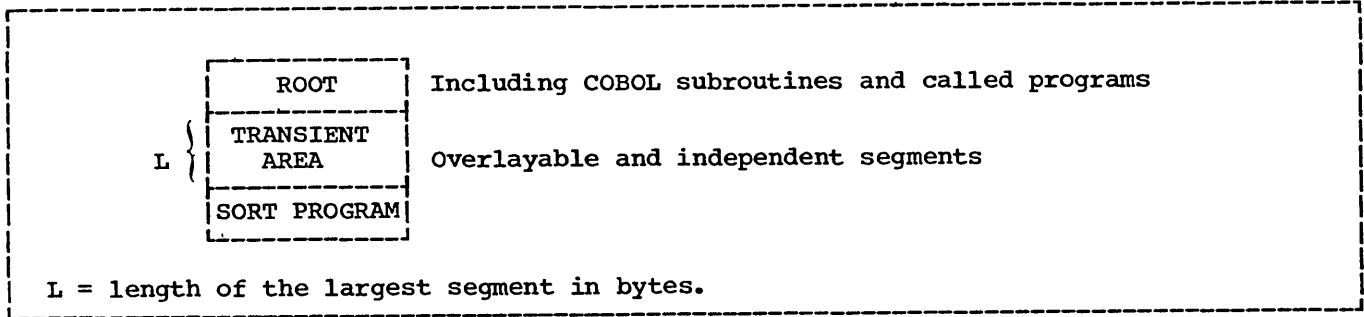 ROOT Including COBOL subroutines and called programs
TRANSIENT
L AREA Overlayable and independent segments
SORT PROGRAM
L = length of the largest segment in bytes.